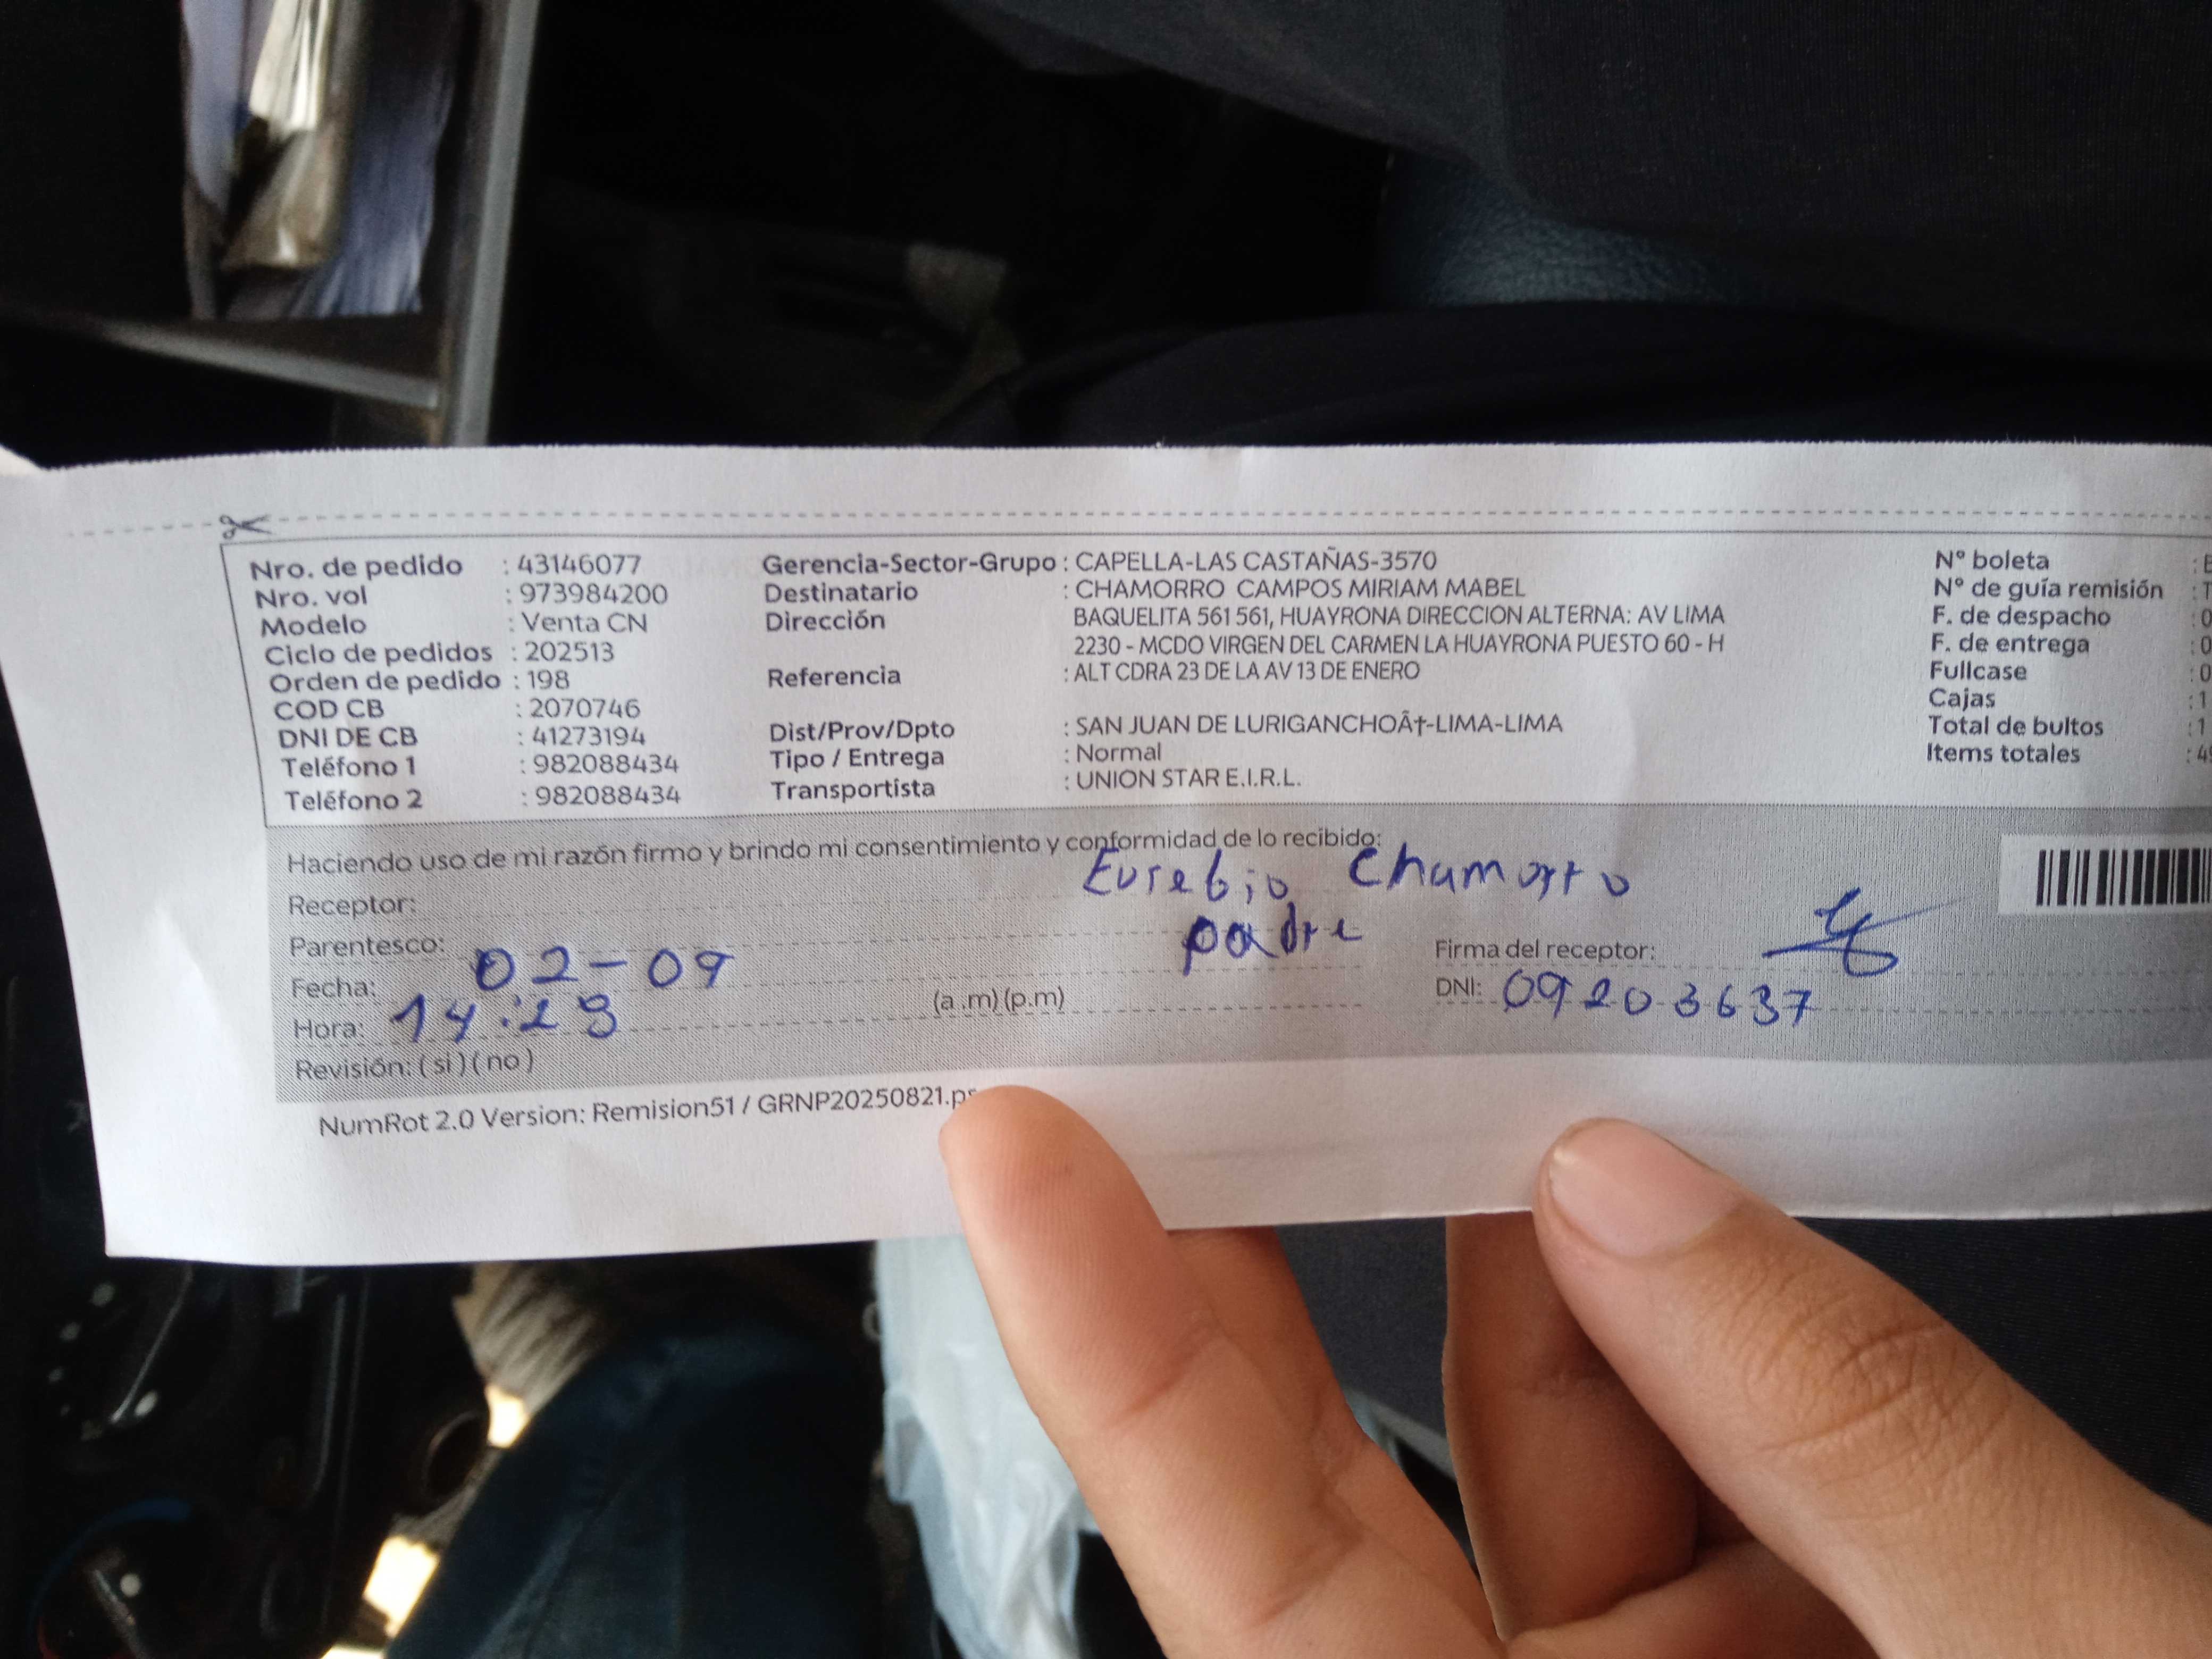 Nro. de pedido : 43146077
Nro. vol : 973984200
Modelo : Venta CN
Ciclo de pedidos : 202513
Orden de pedido : 198
COD CB : 2070746
DNI DE CB : 41273194
Teléfono 1 : 982088434
Teléfono 2 : 982088434
Gerencia-Sector-Grupo : CAPELLA-LAS CASTAÑAS-3570
Destinatario : CHAMORRO CAMPOS MIRIAM MABEL
Dirección BAQUELITA 561 561, HUAYRONA DIRECCION ALTERNA: AV LIMA
2230 - MCDO VIRGEN DEL CARMEN LA HUAYRONA PUESTO 60 - H
Referencia : ALT CDRA 23 DE LA AV 13 DE ENERO
Dist/Prov/Dpto : SAN JUAN DE LURIGANCHOÃ†-LIMA-LIMA
Tipo / Entrega : Normal
Transportista : UNION STAR E.I.R.L.
N° boleta :
N° de guía remisión : T
F. de despacho : 0
F. de entrega : 0
Fullcase : 0
Cajas : 1
Total de bultos : 1
Items totales :
Haciendo uso de mi razón firmo y brindo mi consentimiento y conformidad de lo recibido:
Receptor: Eusebio Chamorro
Parentesco: padre
Fecha: 02-09
Hora: 14:29 (a.m) (p.m)
Revisión: ( si ) ( no )
Firma del receptor:
DNI: 09203637
NumRot 2.0 Version: Remision51 / GRNP20250821.ps